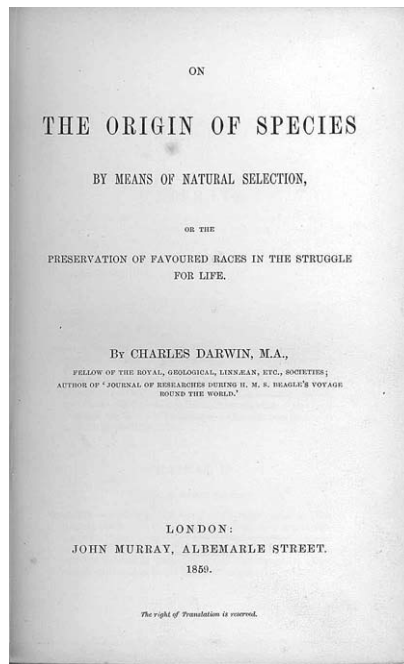 ON
THE ORIGIN OF SPECIES
BY MEANS OF NATURAL SELECTION,
OR THE
PRESERVATION OF FAVOURED RACES IN THE STRUGGLE
FOR LIFE.
BY CHARLES DARWIN, M.A.,
FELLOW OF THE ROYAL, GEOLOGICAL, LINNÆAN, ETC., SOCIETIES;
AUTHOR OF 'JOURNAL OF RESEARCHES DURING H. M. S. BEAGLE'S VOYAGE
ROUND THE WORLD.'
LONDON:
JOHN MURRAY, ALBEMARLE STREET.
1859.
The right of Translation is reserved.